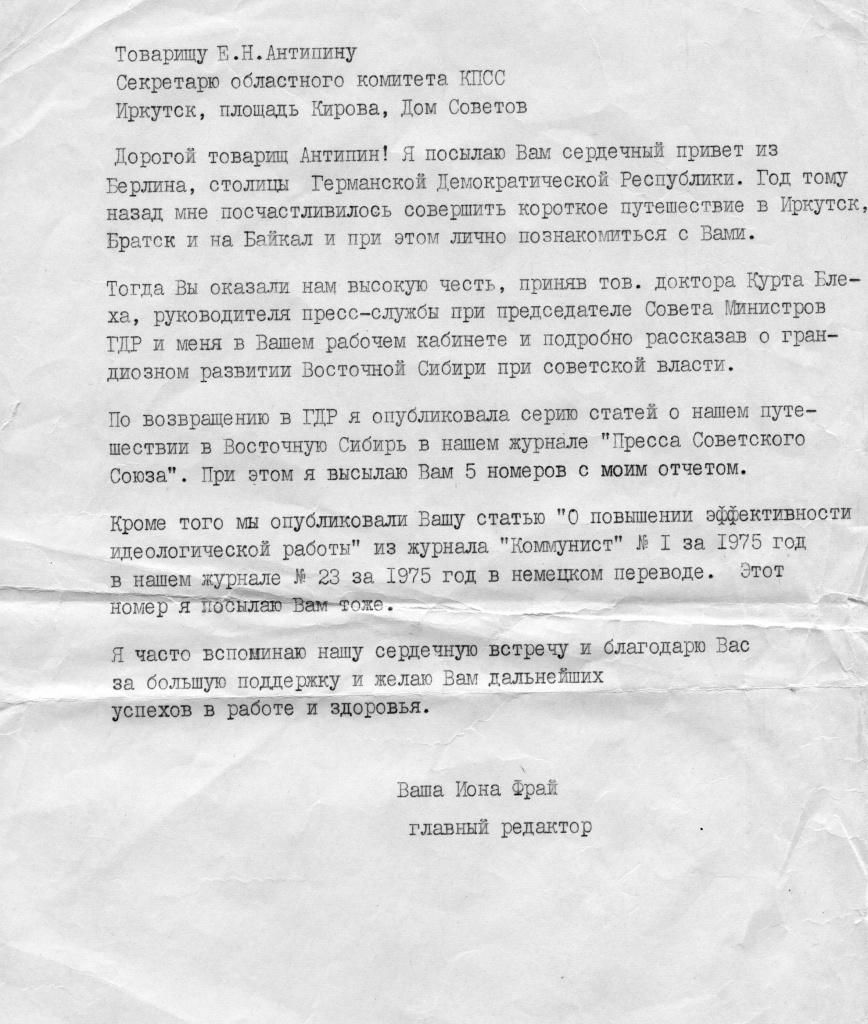 Товарищу Е.Н.Антипину
Секретарю областного комитета КПСС
Иркутск, площадь Кирова, Дом Советов
Дорогой товарищ Антипин! Я посылаю Вам сердечный привет из
Берлина, столицы Германской Демократической Республики. Год тому
назад мне посчастливилось совершить короткое путешествие в Иркутск,
Братск и на Байкал и при этом лично познакомиться с Вами.
Тогда Вы оказали нам высокую честь, приняв тов. доктора Курта Бле-
ха, руководителя пресс-службы при председателе Совета Министров
ГДР и меня в Вашем рабочем кабинете и подробно рассказав о гран-
диозном развитии Восточной Сибири при советской власти.
По возвращению в ГДР я опубликовала серию статей о нашем путе-
шествии в Восточную Сибирь в нашем журнале "Пресса Советского
Союза". При этом я высылаю Вам 5 номеров с моим отчетом.
Кроме того мы опубликовали Вашу статью "О повышении эффективности
идеологической работы" из журнала "Коммунист" № I за 1975 год
в нашем журнале № 23 за 1975 год в немецком переводе. Этот
номер я посылаю Вам тоже.
Я часто вспоминаю нашу сердечную встречу и благодарю Вас
за большую поддержку и желаю Вам дальнейших
успехов в работе и здоровья.
Ваша Иона Фрай
главный редактор